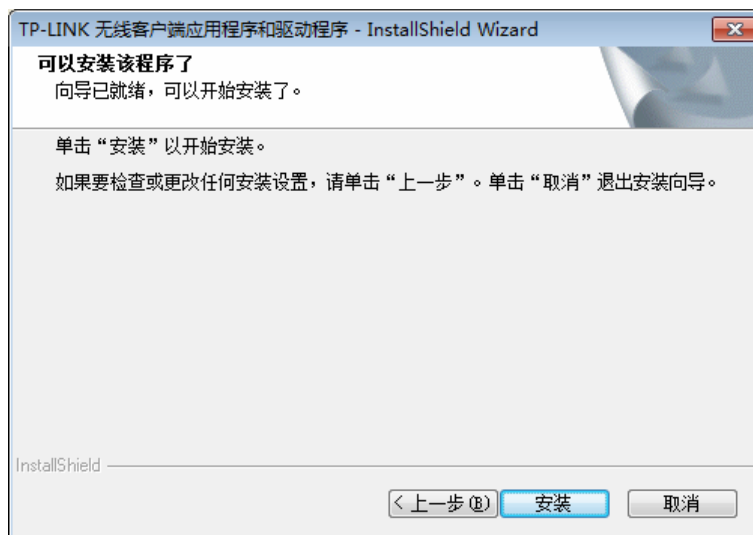 TP-LINK 无线客户端应用程序和驱动程序 - InstallShield Wizard
可以安装该程序了
向导已就绪，可以开始安装了。
单击“安装”以开始安装。
如果要检查或更改任何安装设置，请单击“上一步”。单击“取消”退出安装向导。
InstallShield
< 上一步(B) 安装 取消